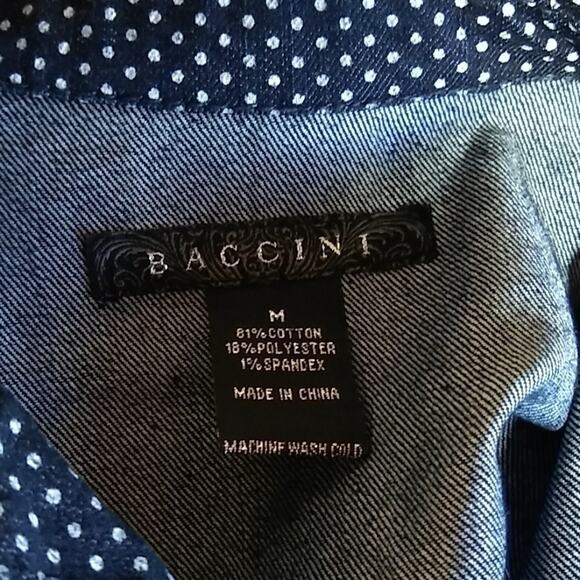 BACCINI
M
81%COTTON
18%POLYESTER
1%SPANDEX
MADE IN CHINA
MACHINE WASH COLD